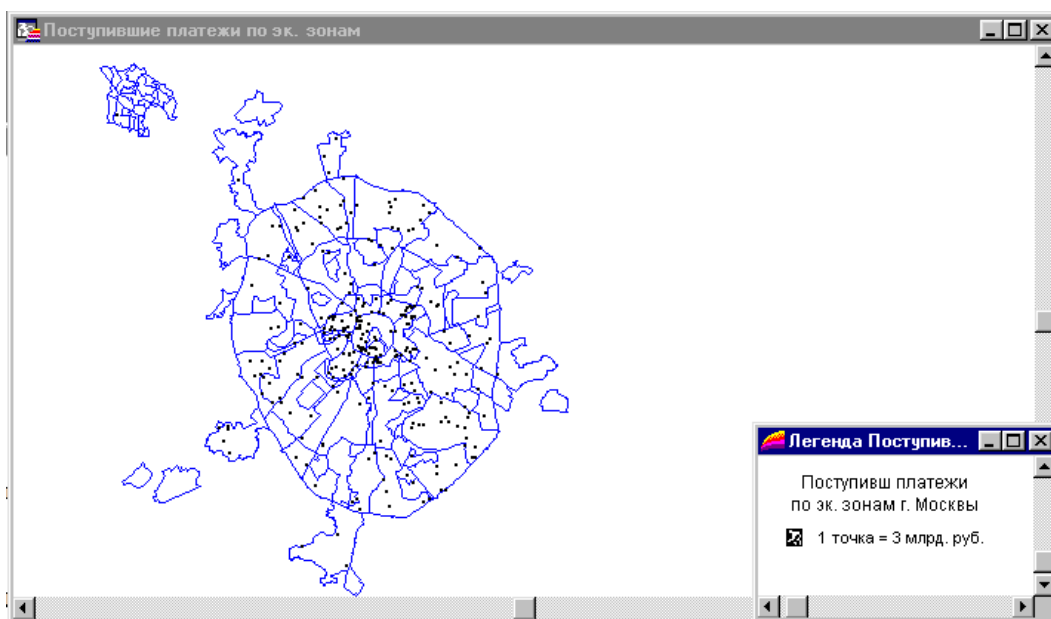 Поступившие платежи по эк. зонам
Легенда Поступив...
Поступивш платежи
по эк. зонам г. Москвы
1 точка = 3 млрд. руб.